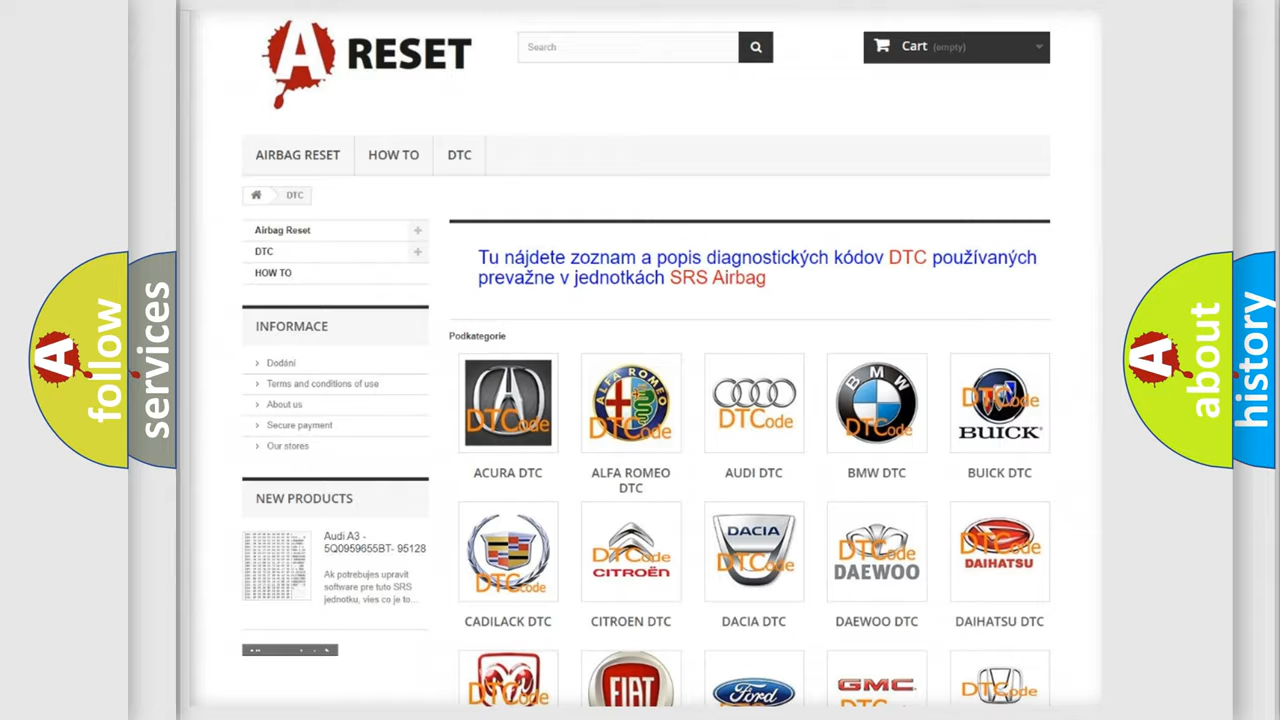 A RESET
Search
Cart (empty)
AIRBAG RESET
HOW TO
DTC
DTC
Airbag Reset
DTC
HOW TO
Tu nájdete zoznam a popis diagnostických kódov DTC používaných
prevažne v jednotkách SRS Airbag
INFORMACE
Dodání
Terms and conditions of use
About us
Secure payment
Our stores
NEW PRODUCTS
Audi A3 -
5Q0959655BT- 95128
Ak potrebujes upravit
software pre tuto SRS
jednotku, vies co je to...
Podkategorie
DTCode
ALFA ROMEO
DTCode
DTCode
BMW
DTCode
DTCode
BUICK
ACURA DTC
ALFA ROMEO
DTC
AUDI DTC
BMW DTC
BUICK DTC
DTCode
DTCode
CITROËN
DACIA
DTCode
DTCode
DAEWOO
DTCode
DAIHATSU
CADILACK DTC
CITROEN DTC
DACIA DTC
DAEWOO DTC
DAIHATSU DTC
DTCode
FIAT
Ford
GMC
DTCode
A follow
services
A about
history